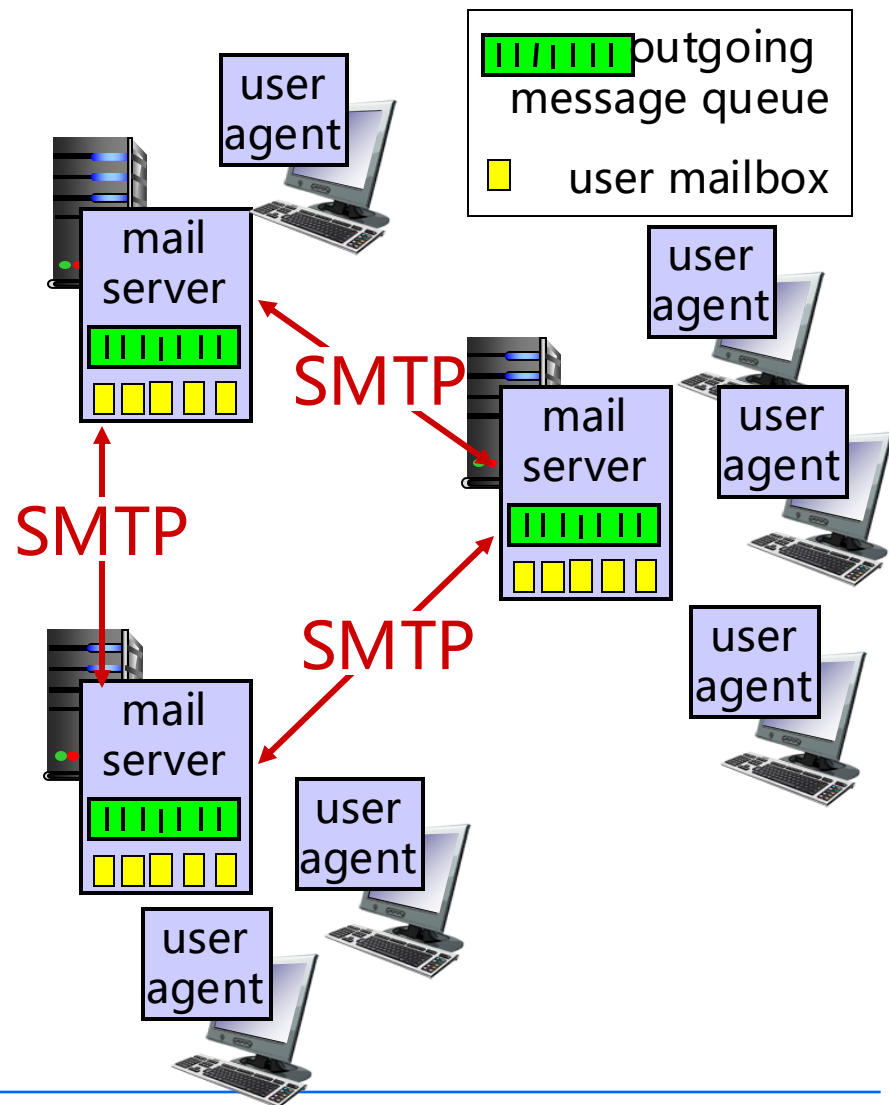 outgoing
message queue
user mailbox
user
agent
mail
server
SMTP
user
agent
mail
server
user
agent
SMTP
SMTP
user
agent
mail
server
user
agent
user
agent